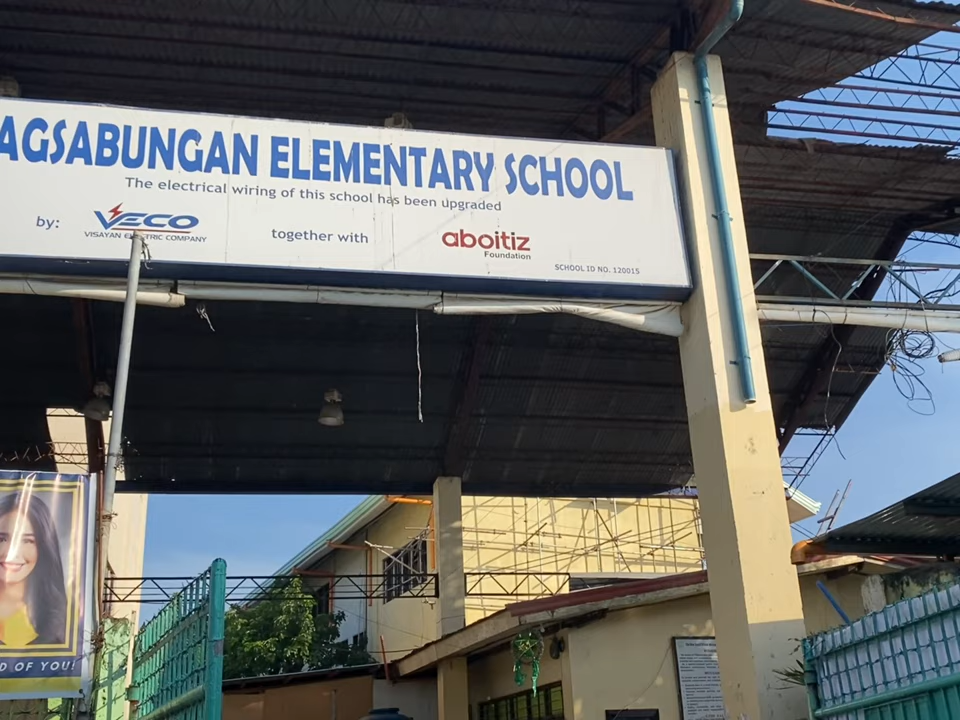 AGSABUNGAN ELEMENTARY SCHOOL
The electrical wiring of this school has been upgraded
by: VECO together with aboitiz
VISAYAN ELECTRIC COMPANY Foundation
SCHOOL ID NO. 120015
D OF YOU!